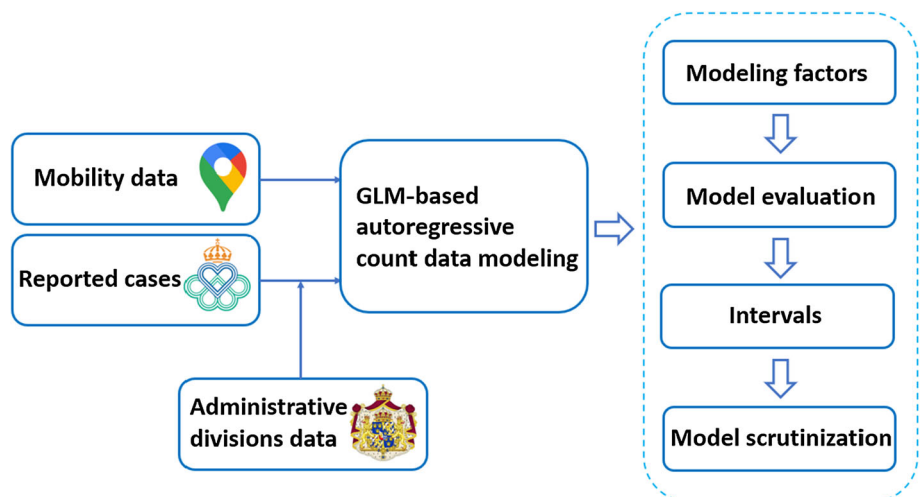 Mobility data
Reported cases
Administrative
divisions data
GLM-based
autoregressive
count data modeling
Modeling factors
Model evaluation
Intervals
Model scrutinization